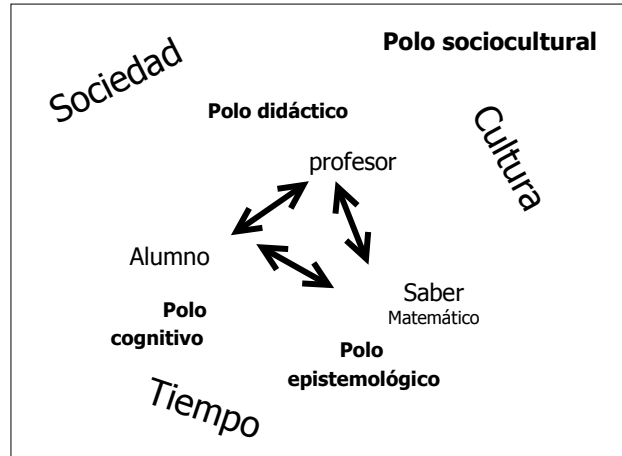 Sociedad
Polo sociocultural
Polo didáctico
Cultura
profesor
Alumno
Saber
Matemático
Polo
cognitivo
Polo
epistemológico
Tiempo